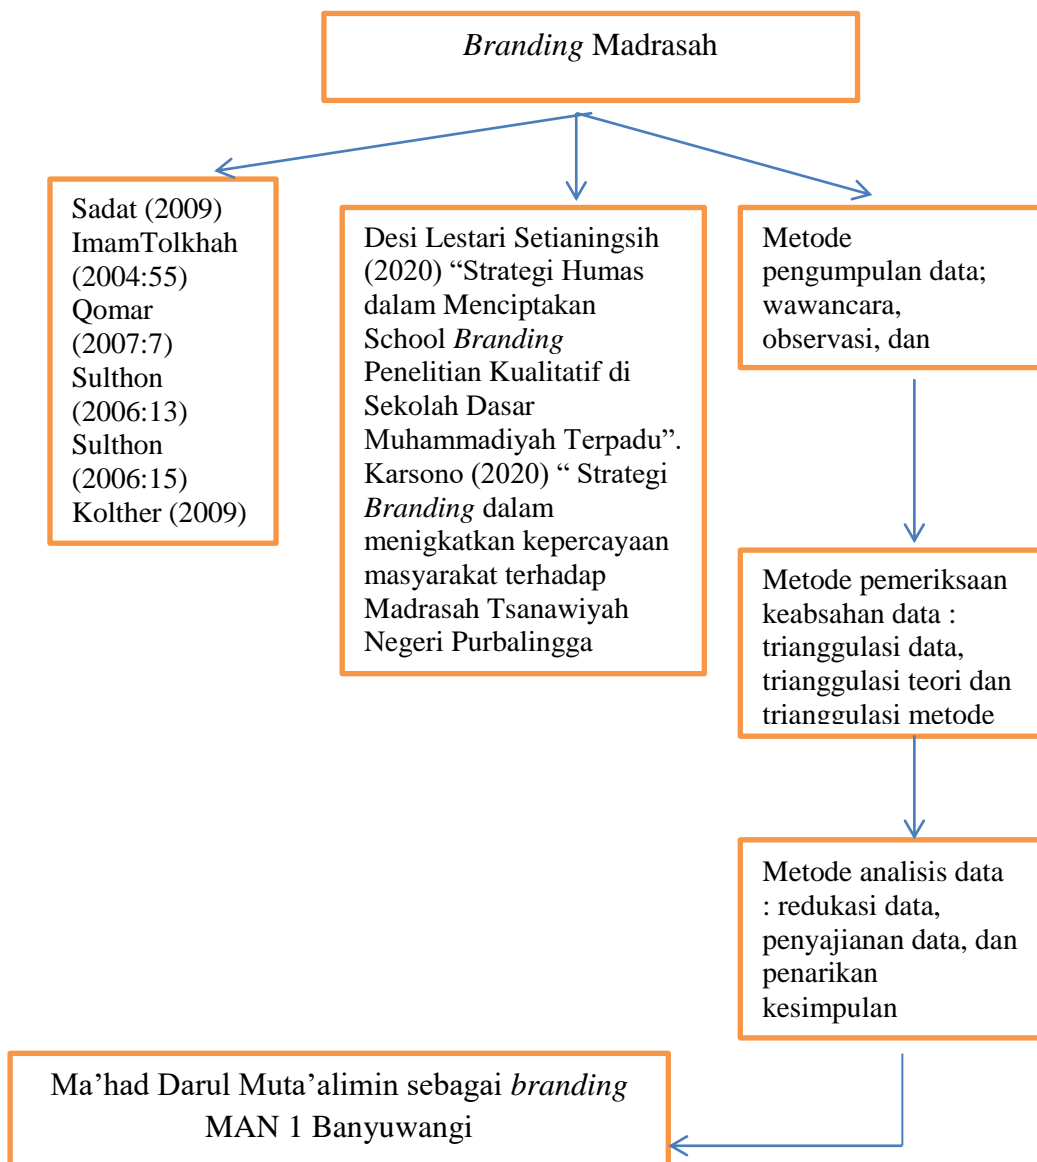 Branding Madrasah
Sadat (2009)
ImamTolkhah
(2004:55)
Qomar
(2007:7)
Sulthon
(2006:13)
Sulthon
(2006:15)
Kolther (2009)
Desi Lestari Setianingsih
(2020) “Strategi Humas
dalam Menciptakan
School Branding
Penelitian Kualitatif di
Sekolah Dasar
Muhammadiyah Terpadu”.
Karsono (2020) “ Strategi
Branding dalam
menigkatkan kepercayaan
masyarakat terhadap
Madrasah Tsanawiyah
Negeri Purbalingga
Metode
pengumpulan data;
wawancara,
observasi, dan
Metode pemeriksaan
keabsahan data :
trianggulasi data,
trianggulasi teori dan
trianggulasi metode
Metode analisis data
: redukasi data,
penyajianan data, dan
penarikan
kesimpulan
Ma’had Darul Muta’alimin sebagai branding
MAN 1 Banyuwangi